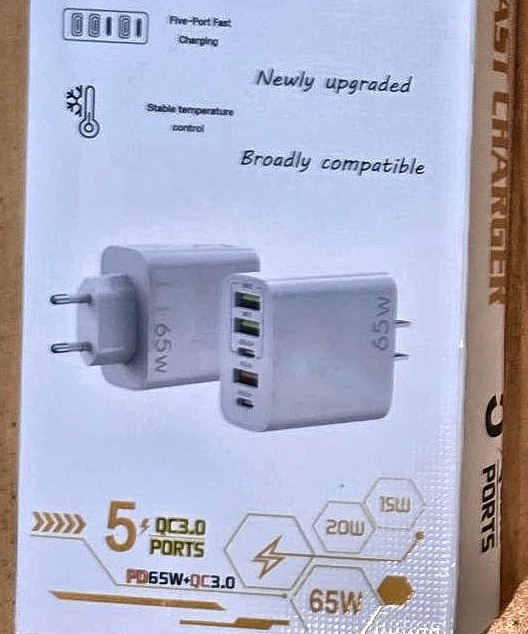 Five-Port Fast
Charging
Newly upgraded
Stable temperature
control
Broadly compatible
65W
65W
5
QC3.0
PORTS
PD65W+QC3.0
15W
20W
65W
FAST CHARGER
5
PORTS